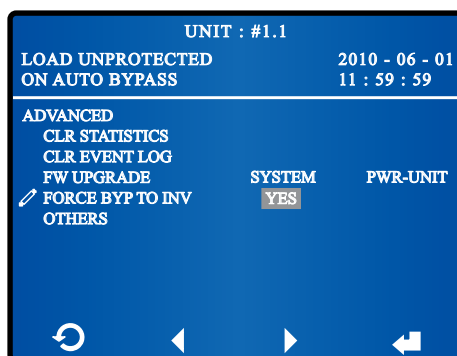 UNIT : #1.1
LOAD UNPROTECTED 2010 - 06 - 01
ON AUTO BYPASS 11 : 59 : 59
ADVANCED
CLR STATISTICS
CLR EVENT LOG
FW UPGRADE SYSTEM PWR-UNIT
FORCE BYP TO INV YES
OTHERS